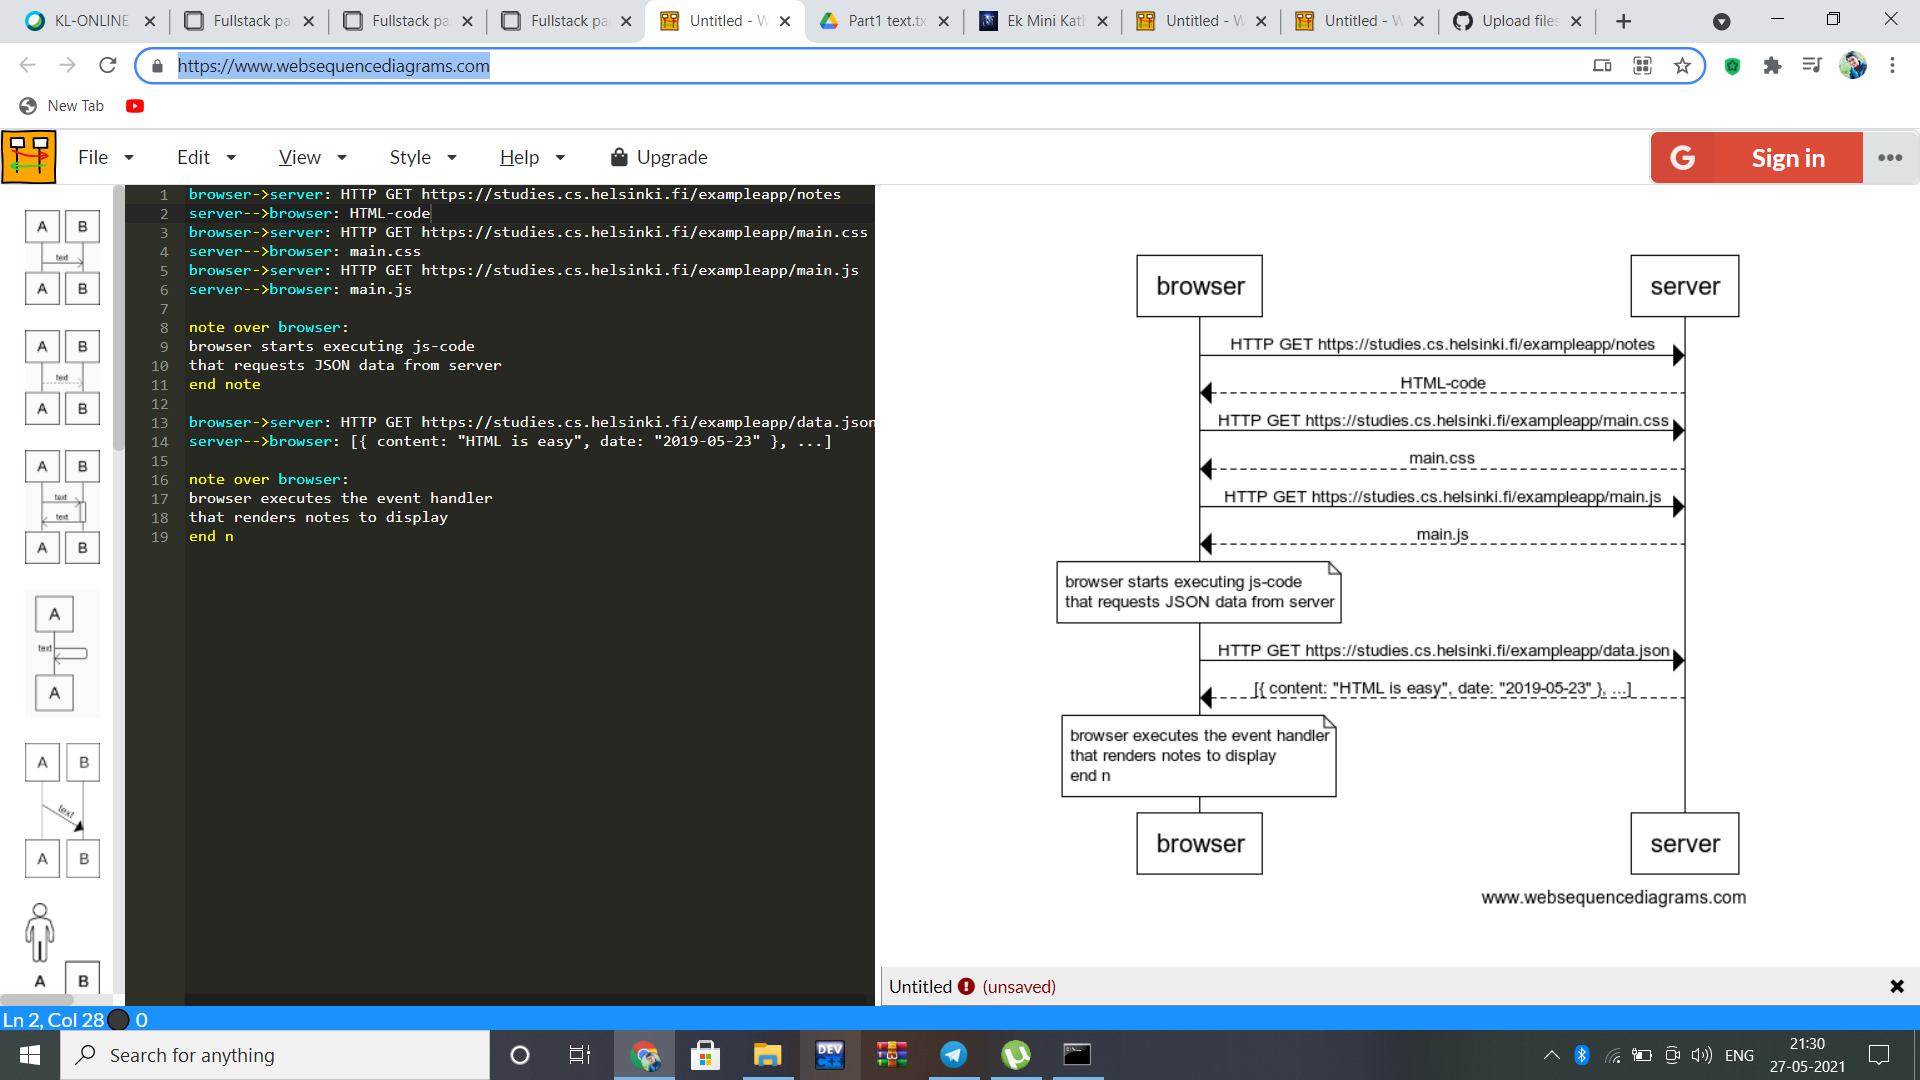 KL-ONLINE
Fullstack pa
Fullstack pa
Fullstack pa
Untitled - W
Part1 text.tx
Ek Mini Kath
Untitled - W
Untitled - W
Upload files
https://www.websequencediagrams.com
New Tab
File
Edit
View
Style
Help
Upgrade
G
Sign in
1 browser->server: HTTP GET https://studies.cs.helsinki.fi/exampleapp/notes
2 server-->browser: HTML-code
3 browser->server: HTTP GET https://studies.cs.helsinki.fi/exampleapp/main.css
4 server-->browser: main.css
5 browser->server: HTTP GET https://studies.cs.helsinki.fi/exampleapp/main.js
6 server-->browser: main.js
7
8 note over browser:
9 browser starts executing js-code
10 that requests JSON data from server
11 end note
12
13 browser->server: HTTP GET https://studies.cs.helsinki.fi/exampleapp/data.json
14 server-->browser: [{ content: "HTML is easy", date: "2019-05-23" }, ...]
15
16 note over browser:
17 browser executes the event handler
18 that renders notes to display
19 end n
A B
text
A B
A B
text
A B
A B
text
text
A B
A
text
A
A B
text
A B
A B
browser server
HTTP GET https://studies.cs.helsinki.fi/exampleapp/notes
HTML-code
HTTP GET https://studies.cs.helsinki.fi/exampleapp/main.css
main.css
HTTP GET https://studies.cs.helsinki.fi/exampleapp/main.js
main.js
browser starts executing js-code
that requests JSON data from server
HTTP GET https://studies.cs.helsinki.fi/exampleapp/data.json
[{ content: "HTML is easy", date: "2019-05-23" }, ...]
browser executes the event handler
that renders notes to display
end n
browser server
www.websequencediagrams.com
Untitled (unsaved)
Ln 2, Col 28 0
Search for anything
DEV
C++
ENG
21:30
27-05-2021